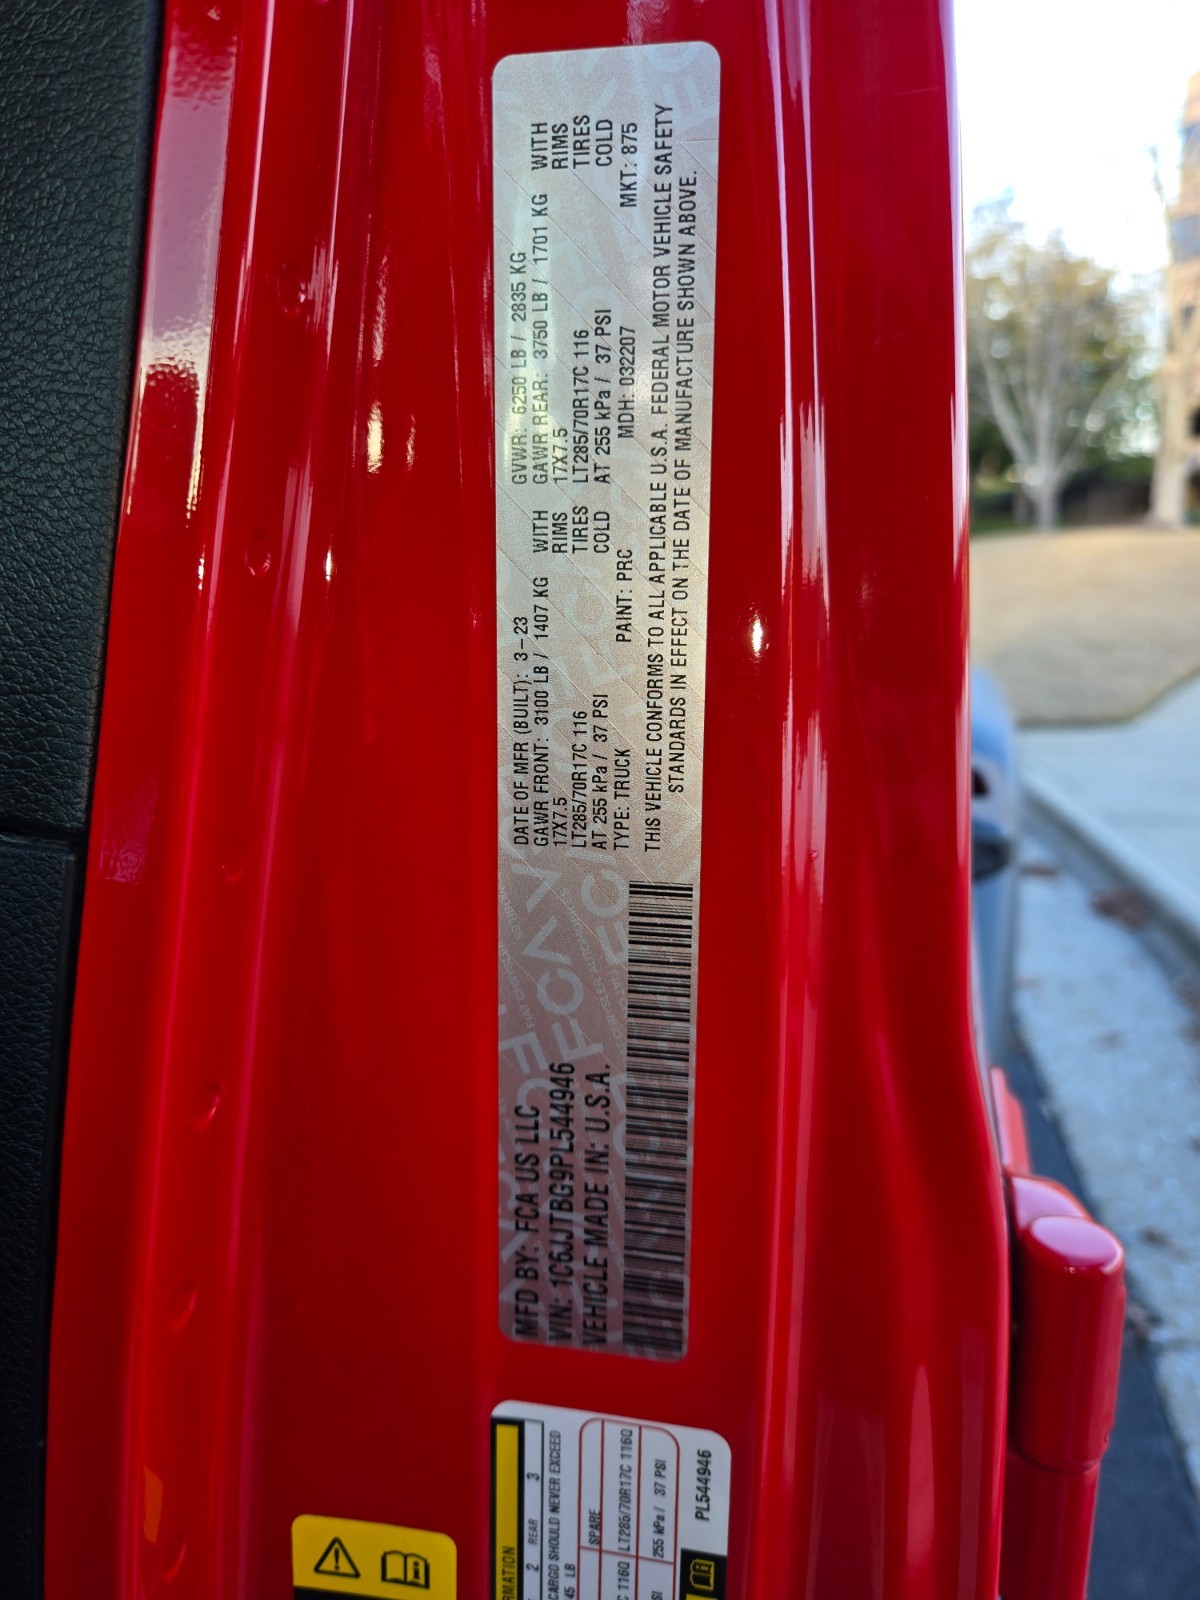 MFD BY: FCA US LLC
VIN: 1C6JJTBG9PL544946
VEHICLE MADE IN: U.S.A.
DATE OF MFR (BUILT): 3-23 GVWR: 6250 LB / 2835 KG
GAWR FRONT: 3100 LB / 1407 KG WITH GAWR REAR: 3750 LB / 1701 KG WITH
17X7.5 RIMS 17X7.5 RIMS
LT285/70R17C 116 TIRES LT285/70R17C 116 TIRES
AT 255 kPa / 37 PSI COLD AT 255 kPa / 37 PSI COLD
TYPE: TRUCK PAINT: PRC MDH: 032207 MKT: 875
THIS VEHICLE CONFORMS TO ALL APPLICABLE U.S.A. FEDERAL MOTOR VEHICLE SAFETY
STANDARDS IN EFFECT ON THE DATE OF MANUFACTURE SHOWN ABOVE.
2 REAR 3
CARGO SHOULD NEVER EXCEED
LB
SPARE
116Q LT285/70R17C 116Q
255 kPa / 37 PSI
PL544946